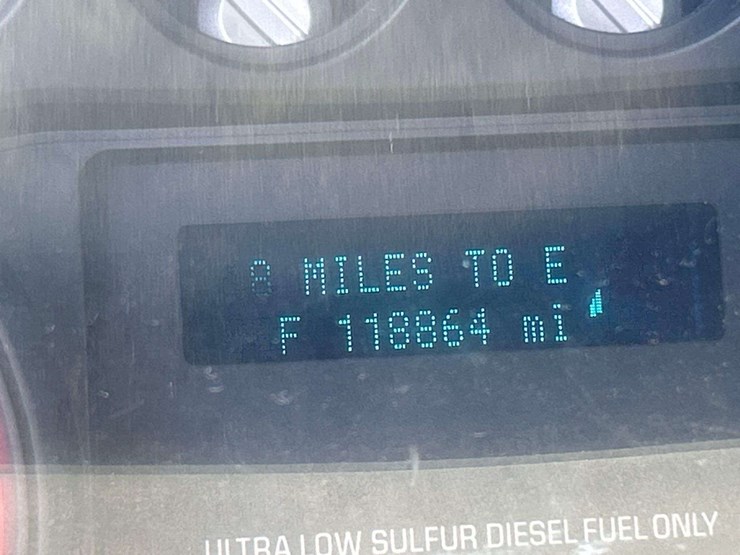 8 MILES TO E
F 118864 mi
ULTRA LOW SULFUR DIESEL FUEL ONLY